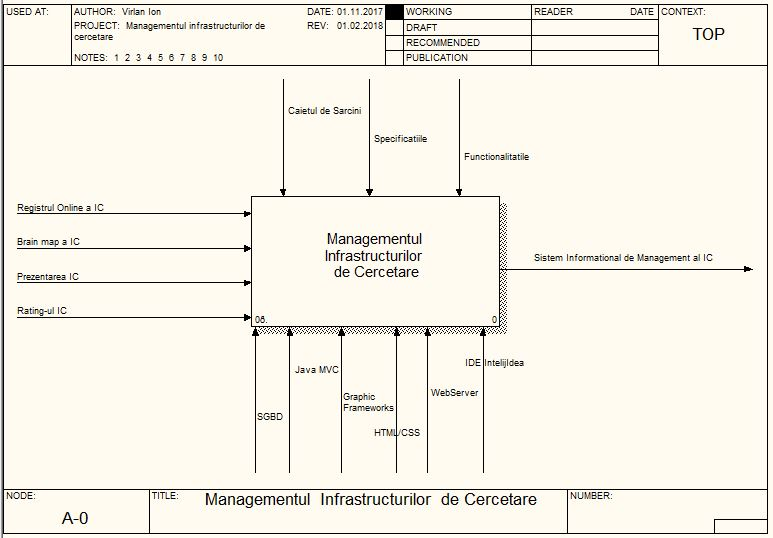 USED AT:
AUTHOR: Virlan Ion
DATE: 01.11.2017
PROJECT: Managementul infrastructurilor de
cercetare
REV: 01.02.2018
NOTES: 1 2 3 4 5 6 7 8 9 10
WORKING
DRAFT
RECOMMENDED
PUBLICATION
READER DATE
CONTEXT:
TOP
Caietul de Sarcini
Specificatiile
Functionalitatile
Registrul Online a IC
Brain map a IC
Prezentarea IC
Rating-ul IC
Managementul
Infrastructurilor
de Cercetare
0
Sistem Informational de Management al IC
SGBD
Java MVC
Graphic
Frameworks
HTML/CSS
WebServer
IDE IntelijIdea
NODE:
A-0
TITLE:
Managementul Infrastructurilor de Cercetare
NUMBER: